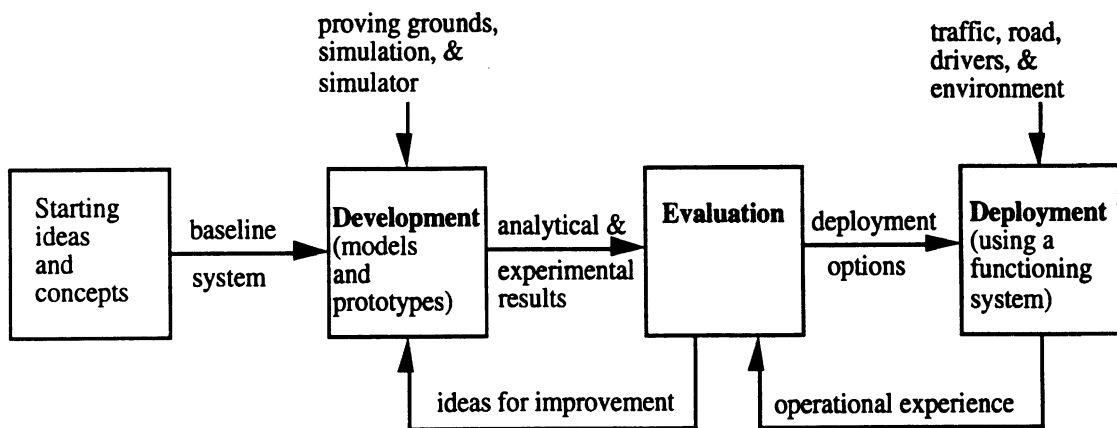 proving grounds,
simulation, &
simulator
traffic, road,
drivers, &
environment
Starting
ideas
and
concepts
baseline
system
Development
(models
and
prototypes)
analytical &
experimental
results
Evaluation
deployment
options
Deployment
(using a
functioning
system)
ideas for improvement
operational experience